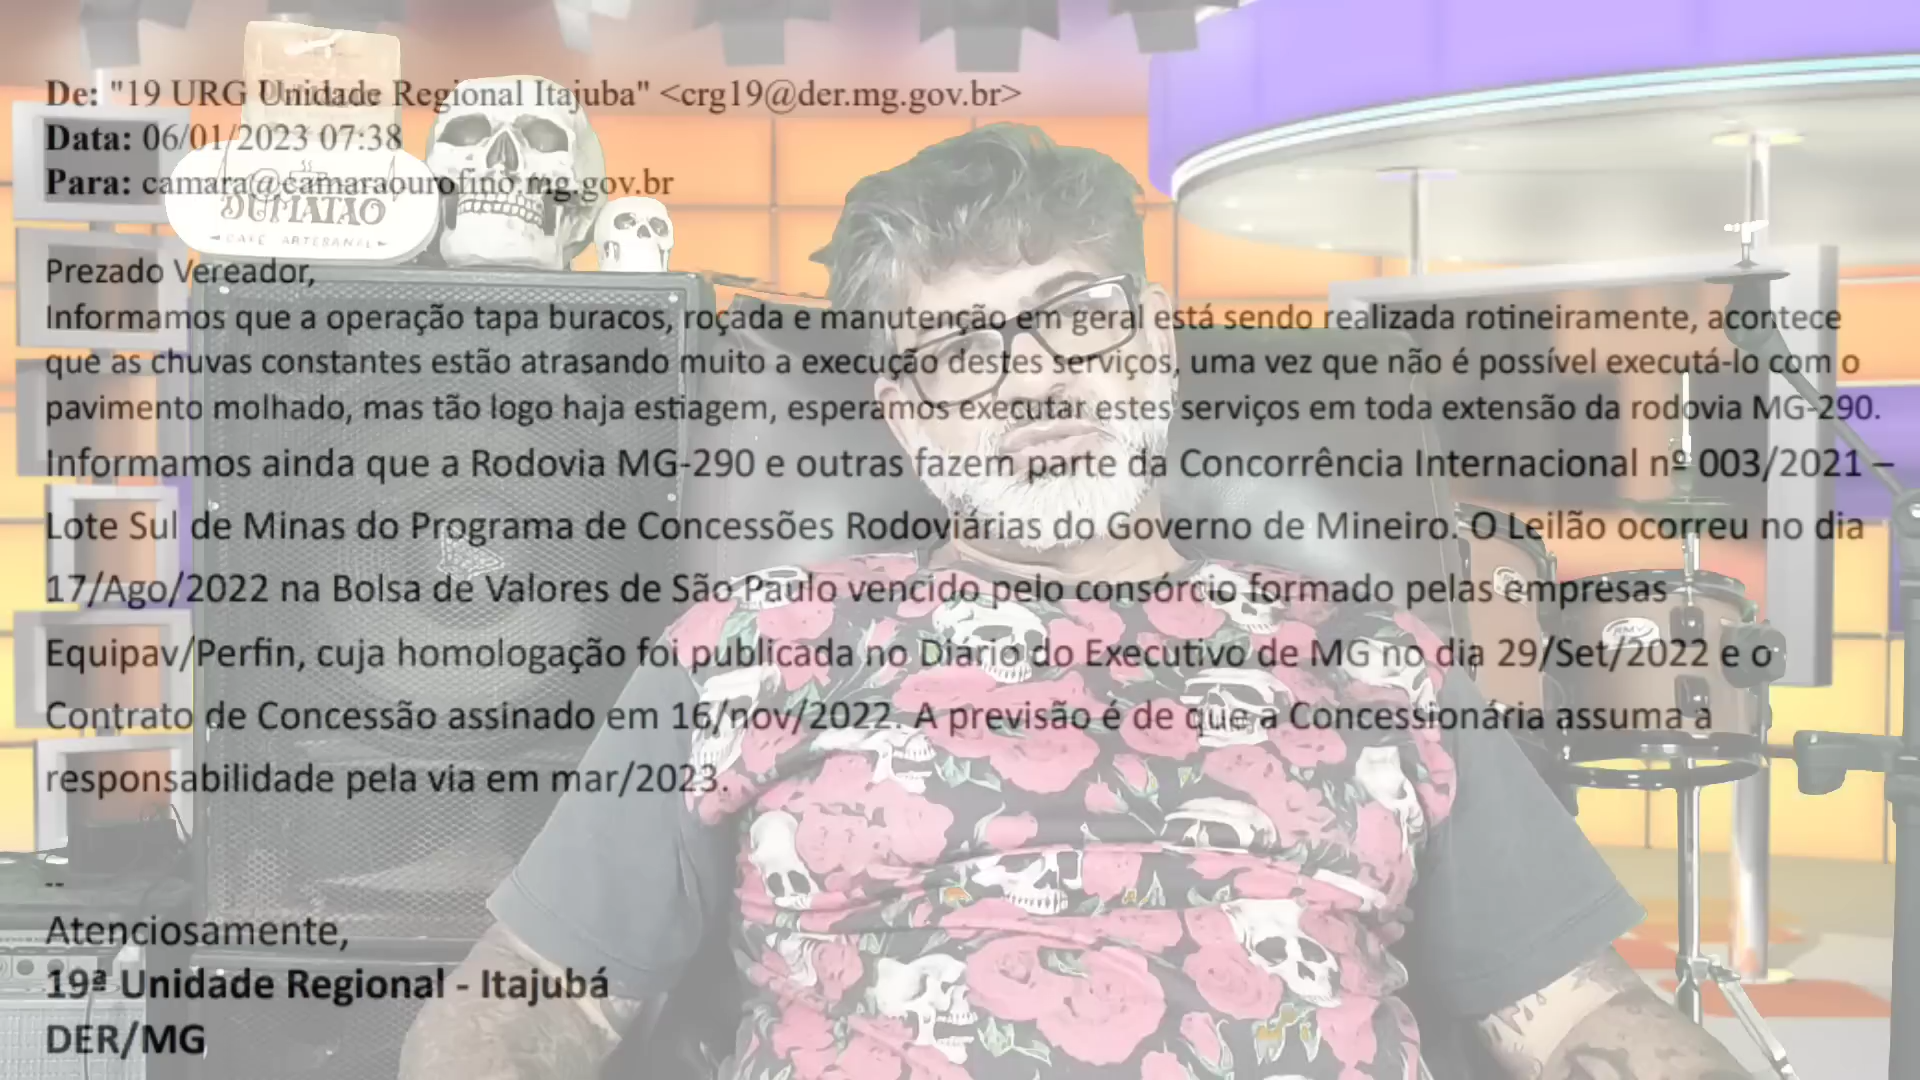 De: "19 URG Unidade Regional Itajuba" <crg19@der.mg.gov.br>
Data: 06/01/2023 07:38
Para: camara@camaraourofino.mg.gov.br
DUMATÃO
CAFÉ ARTESANAL
Prezado Vereador,
Informamos que a operação tapa buracos, roçada e manutenção em geral está sendo realizada rotineiramente, acontece
que as chuvas constantes estão atrasando muito a execução destes serviços, uma vez que não é possível executá-lo com o
pavimento molhado, mas tão logo haja estiagem, esperamos executar estes serviços em toda extensão da rodovia MG-290.
Informamos ainda que a Rodovia MG-290 e outras fazem parte da Concorrência Internacional nº 003/2021 –
Lote Sul de Minas do Programa de Concessões Rodoviárias do Governo de Mineiro. O Leilão ocorreu no dia
17/Ago/2022 na Bolsa de Valores de São Paulo vencido pelo consórcio formado pelas empresas
Equipav/Perfin, cuja homologação foi publicada no Diário do Executivo de MG no dia 29/Set/2022 e o
Contrato de Concessão assinado em 16/nov/2022. A previsão é de que a Concessionária assuma a
responsabilidade pela via em mar/2023.
--
Atenciosamente,
19ª Unidade Regional - Itajubá
DER/MG